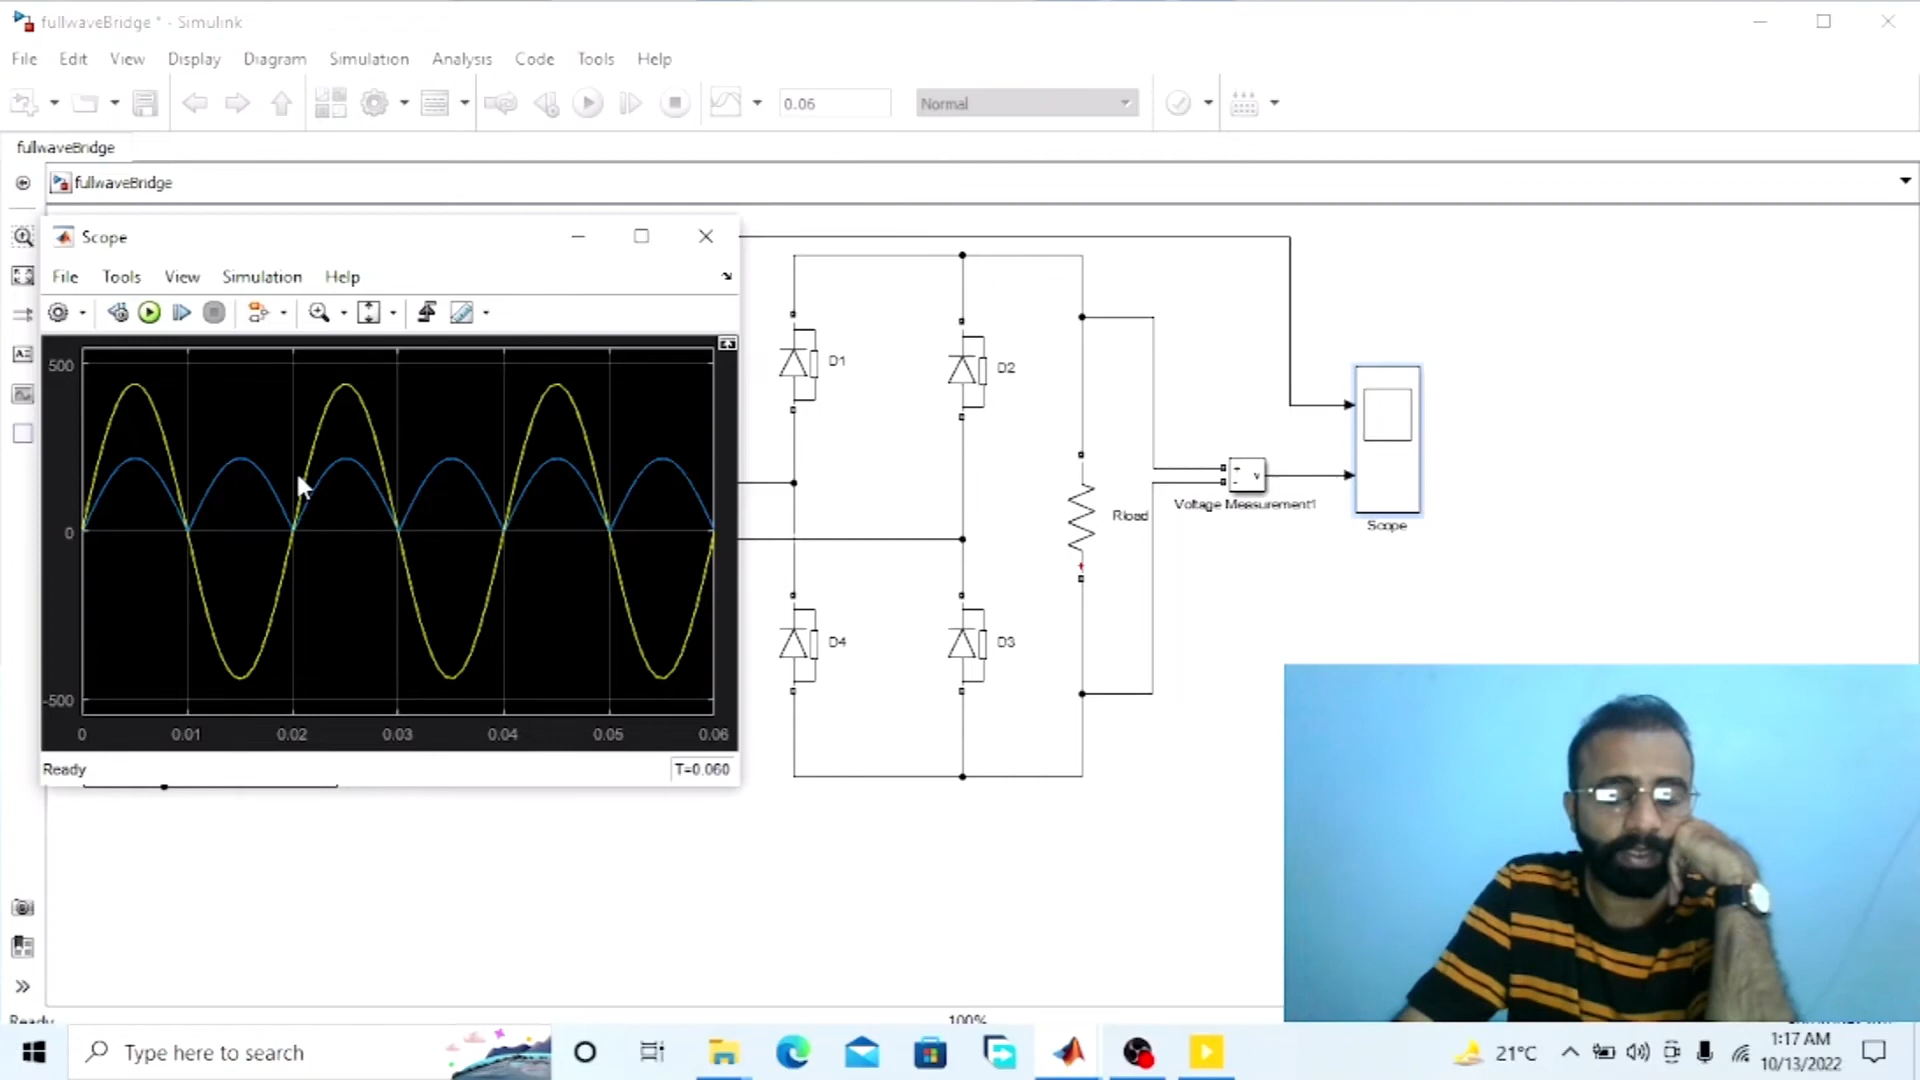 fullwaveBridge * - Simulink
File Edit View Display Diagram Simulation Analysis Code Tools Help
0.06 Normal
fullwaveBridge
fullwaveBridge
Scope
File Tools View Simulation Help
500
0
-500
0 0.01 0.02 0.03 0.04 0.05 0.06
Ready T=0.060
D1
D2
Rload
Voltage Measurement1
v
Scope
D4
D3
Ready 100%
Type here to search
21°C
1:17 AM
10/13/2022